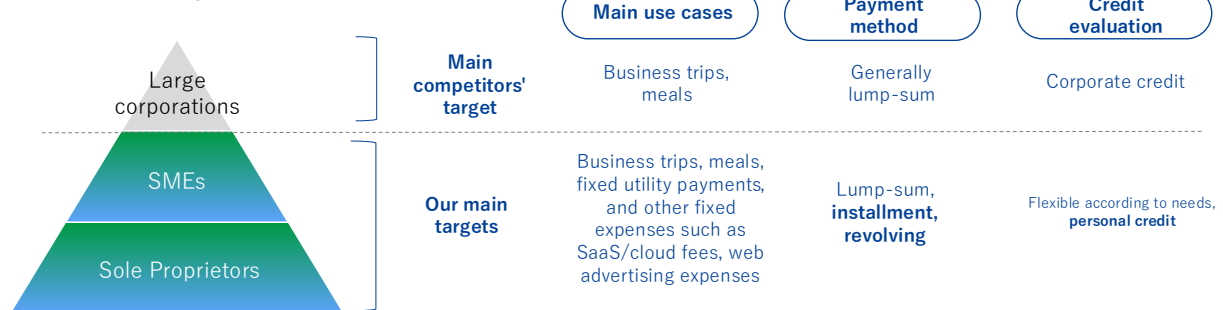 Main use cases
Payment
method
Credit
evaluation
Large
corporations
Main
competitors'
target
Business trips,
meals
Generally
lump-sum
Corporate credit
SMEs
Sole Proprietors
Our main
targets
Business trips, meals,
fixed utility payments,
and other fixed
expenses such as
SaaS/cloud fees, web
advertising expenses
Lump-sum,
installment,
revolving
Flexible according to needs,
personal credit